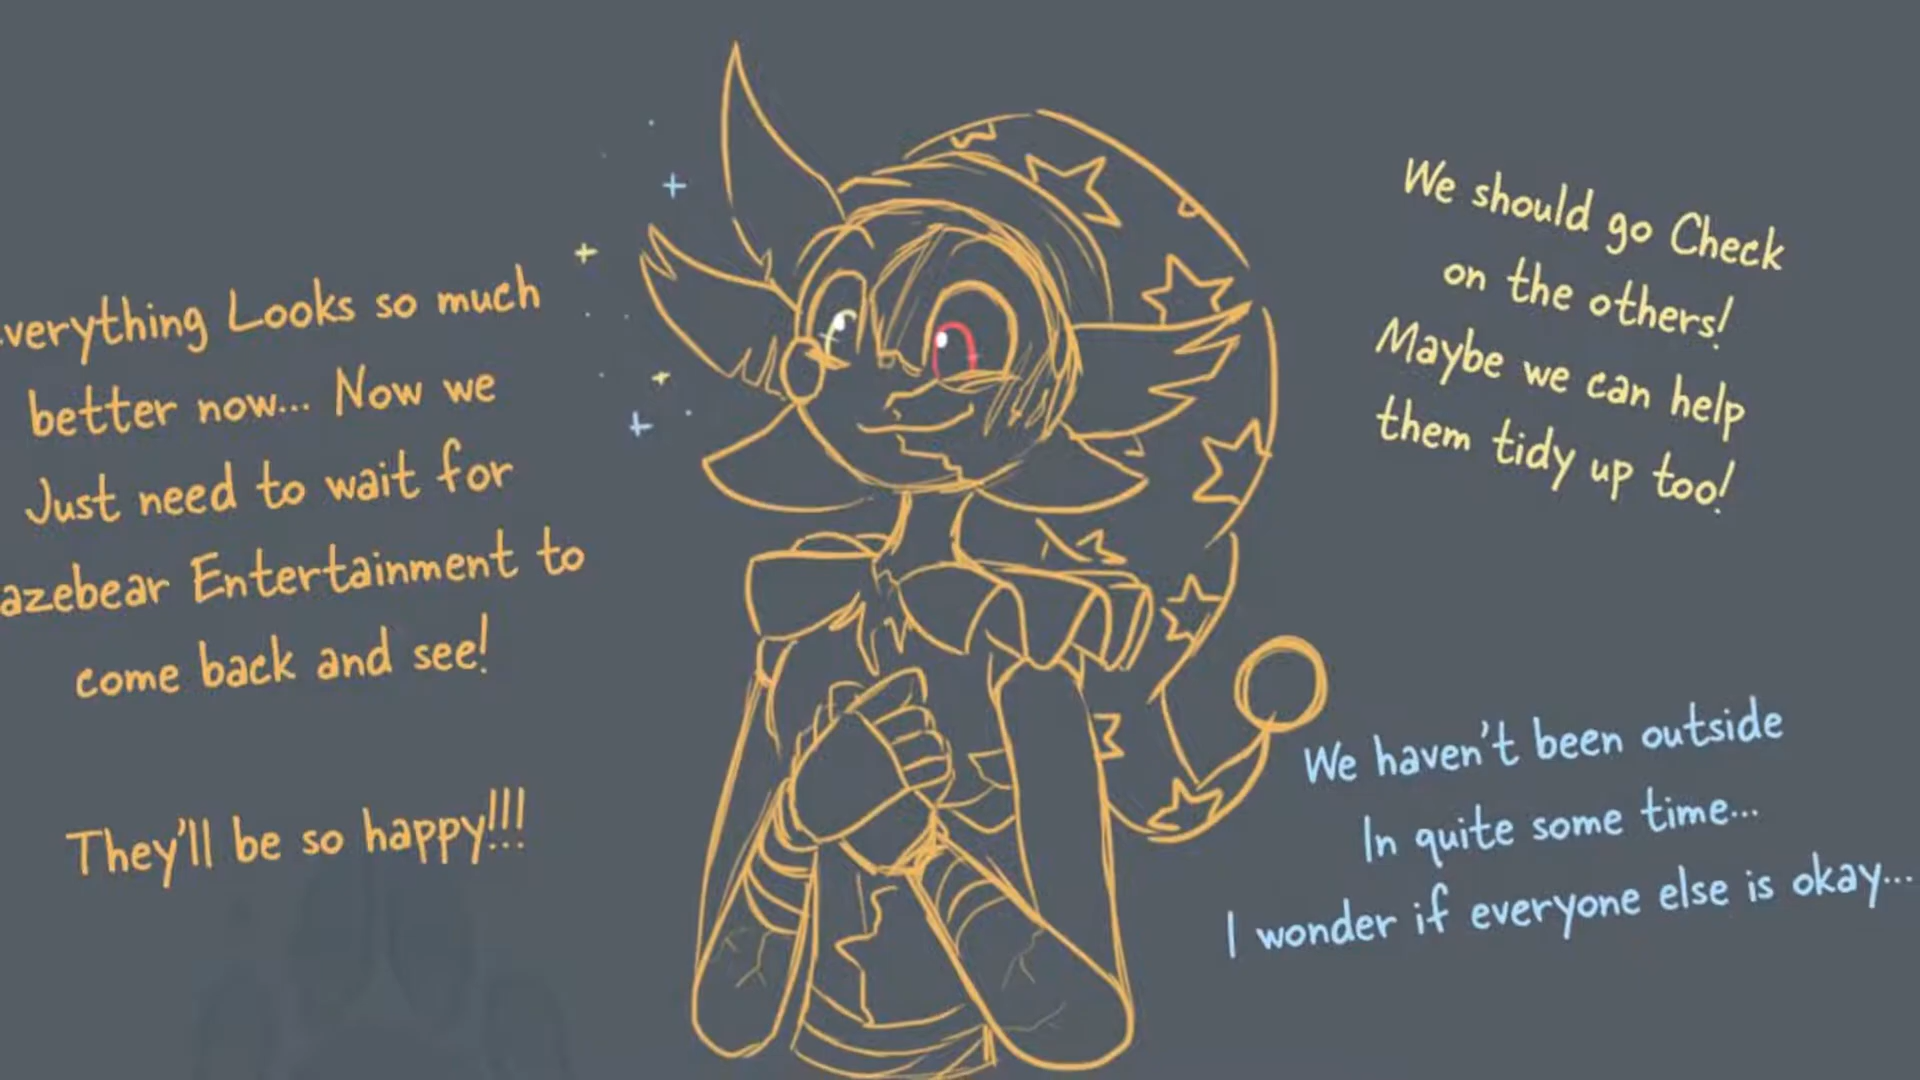 verything Looks so much
better now... Now we
Just need to wait for
azebear Entertainment to
come back and see!
They'll be so happy!!!
We should go Check
on the others!
Maybe we can help
them tidy up too!
We haven't been outside
In quite some time...
I wonder if everyone else is okay...